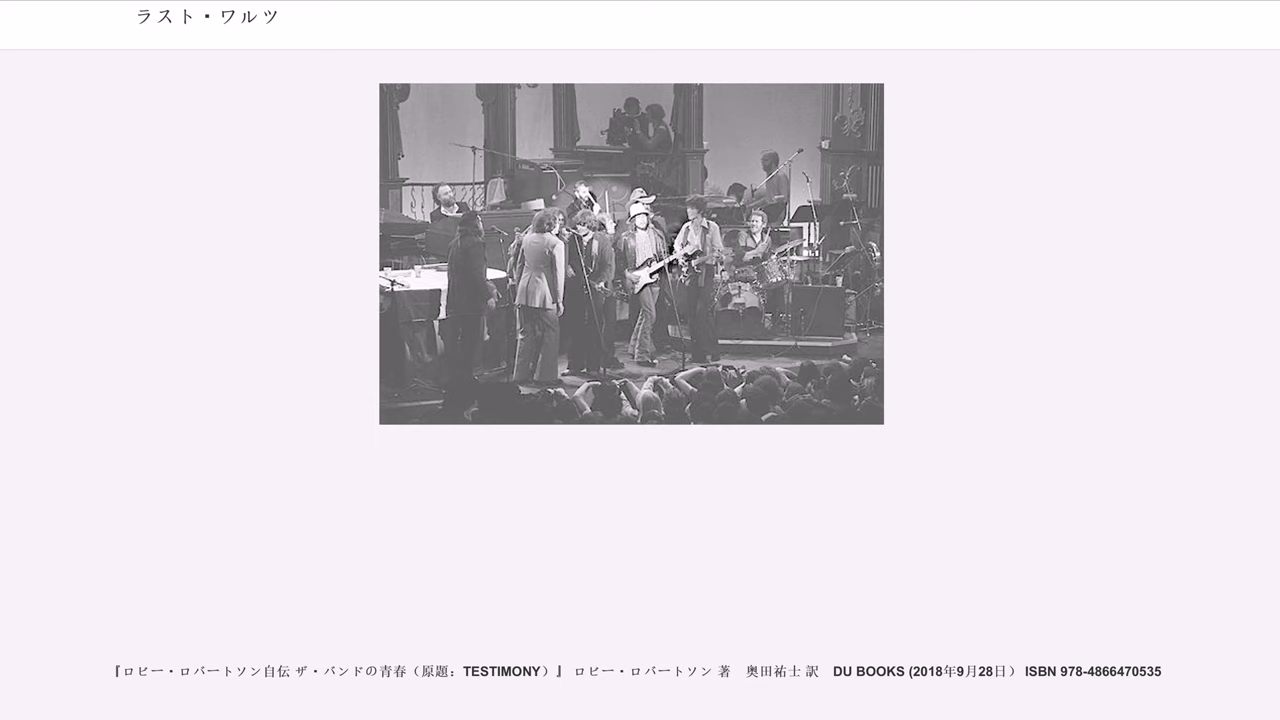 ラスト・ワルツ
『ロビー・ロバートソン自伝 ザ・バンドの青春（原題：TESTIMONY）』 ロビー・ロバートソン 著　奥田祐士 訳　DU BOOKS (2018年9月28日） ISBN 978-4866470535